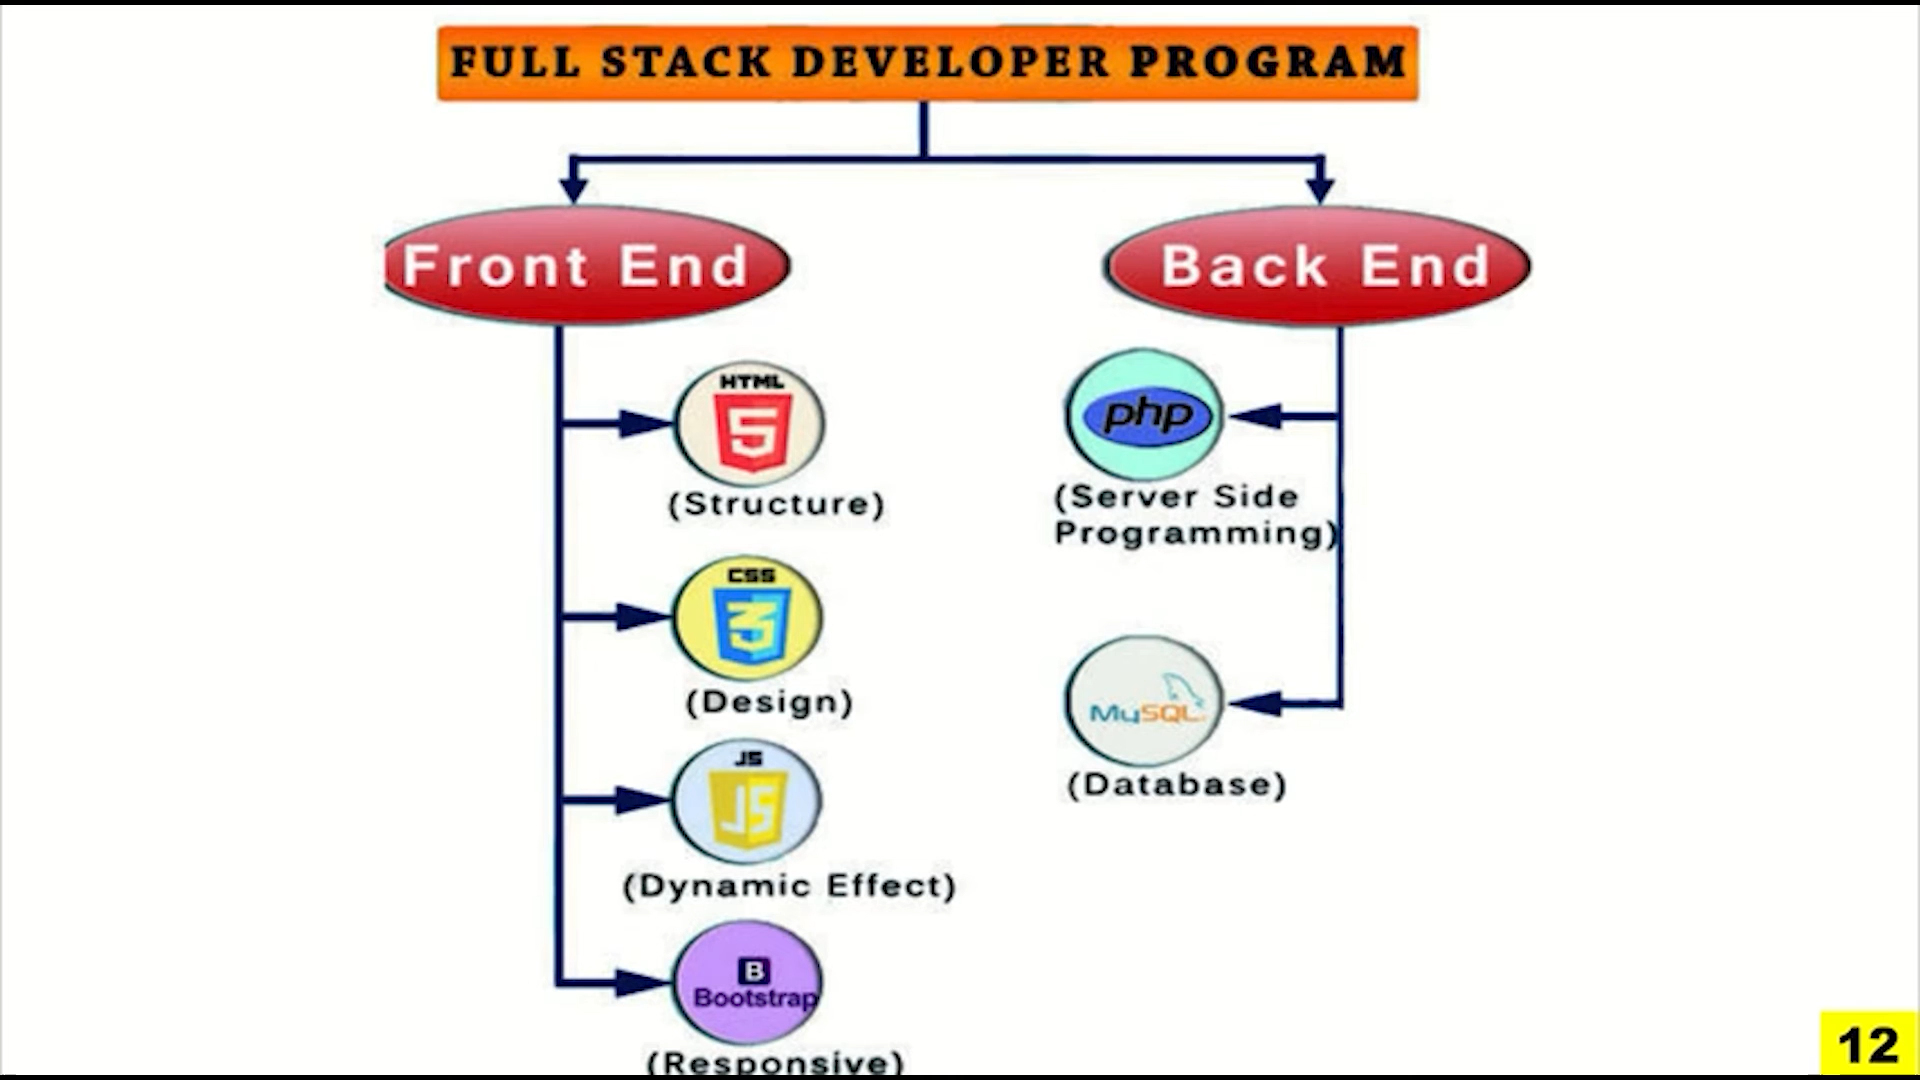 FULL STACK DEVELOPER PROGRAM
Front End
HTML
5
(Structure)
CSS
3
(Design)
JS
JS
(Dynamic Effect)
B
Bootstrap
(Responsive)
Back End
php
(Server Side
Programming)
MySQL
(Database)
12